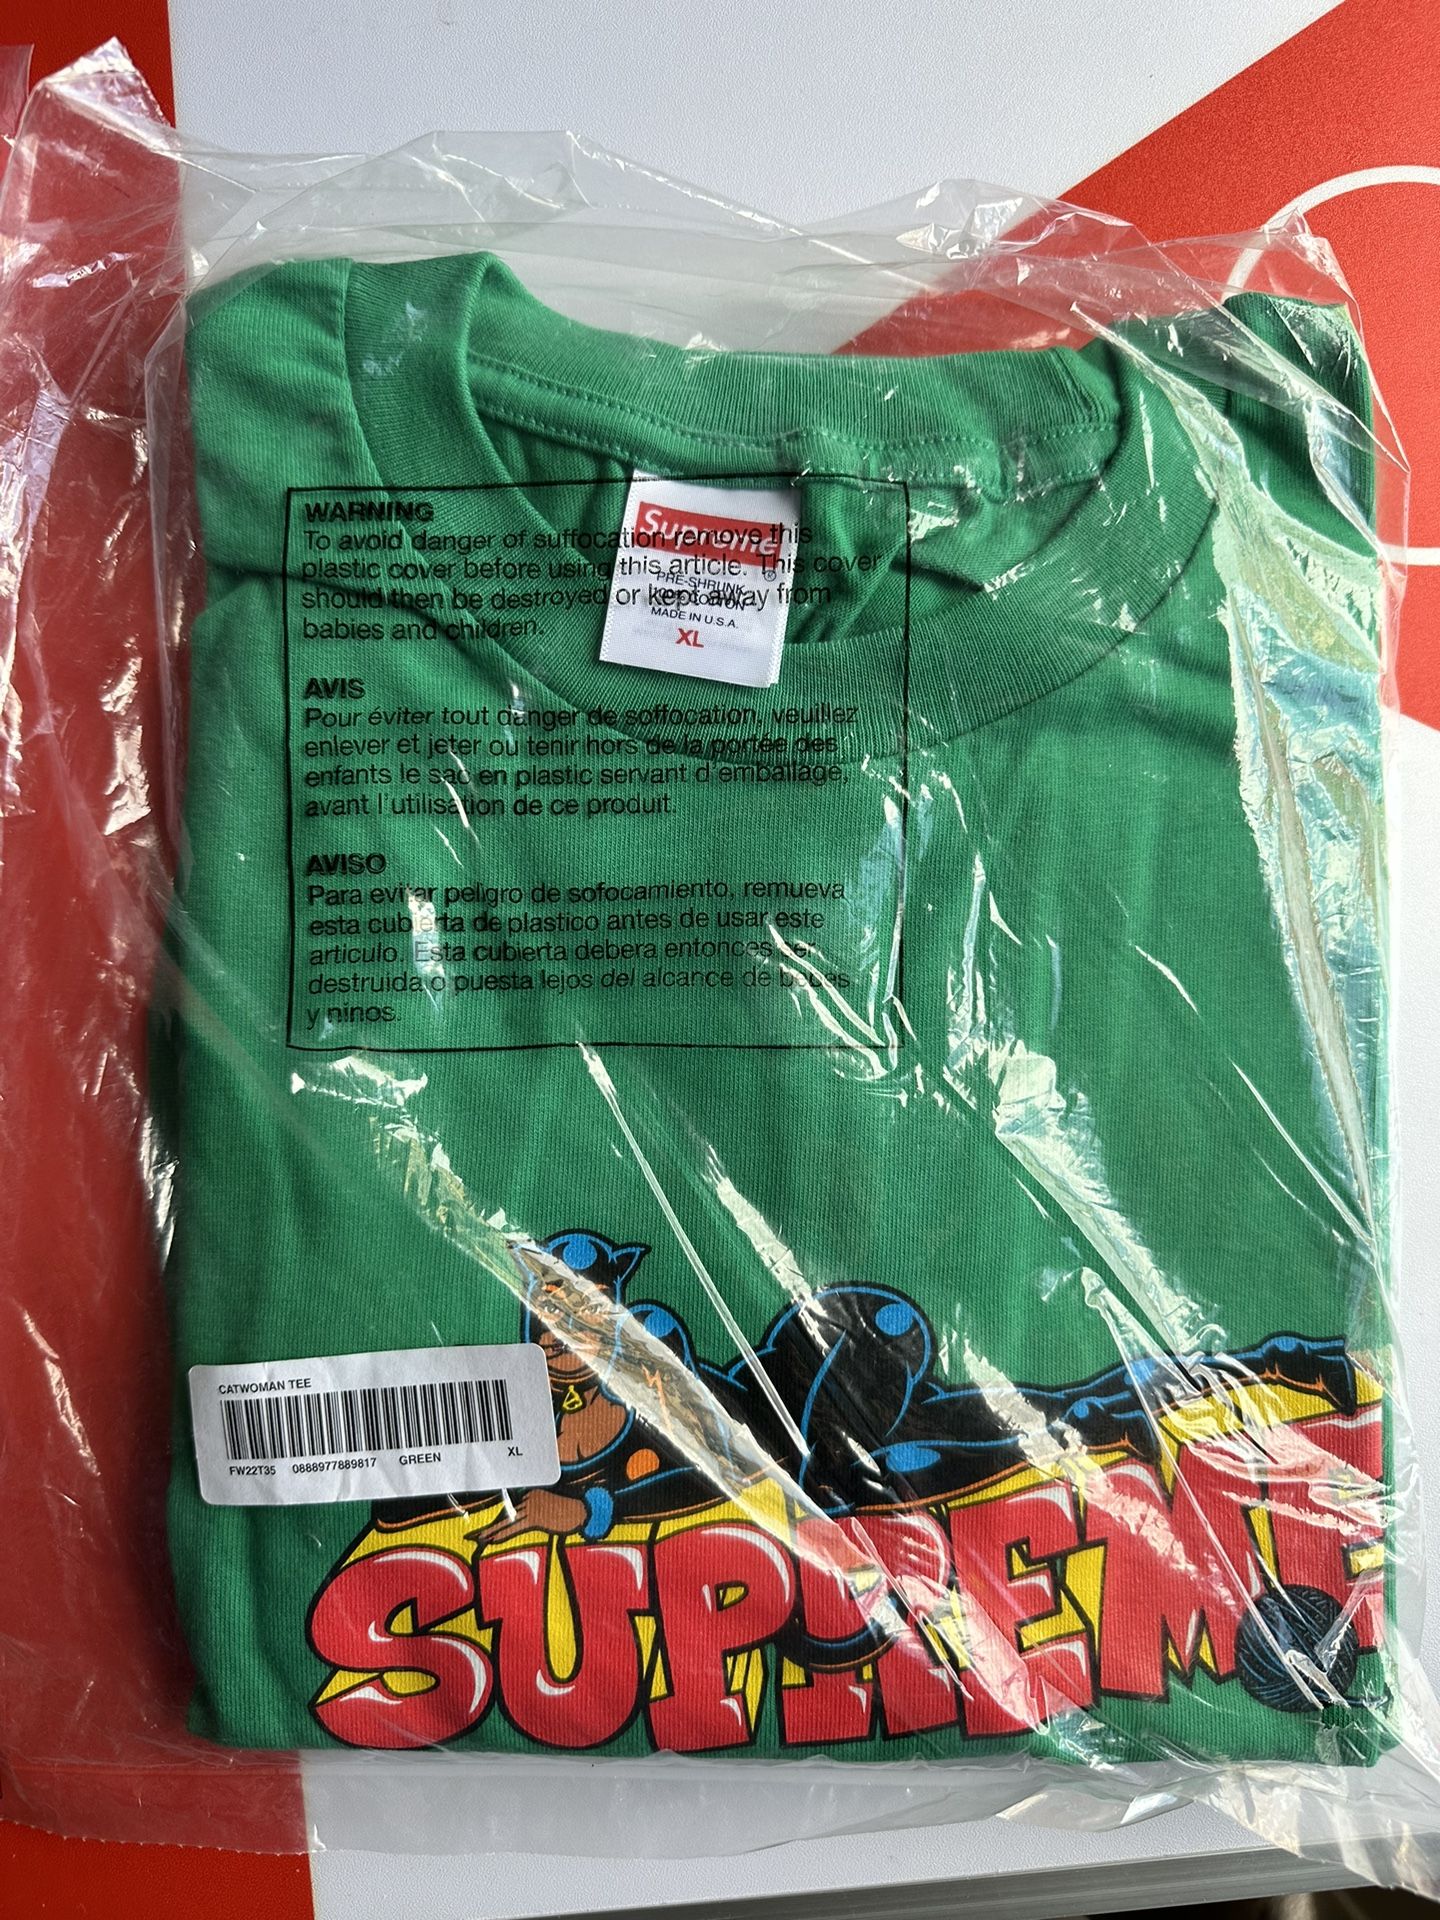 WARNING
To avoid danger of suffocation remove this
plastic cover before using this article. This cover
should then be destroyed or kept away from
babies and children.
Supreme
®
PRE-SHRUNK
100% COTTON
MADE IN U.S.A.
XL
AVIS
Pour éviter tout danger de soffocation, veuillez
enlever et jeter ou tenir hors de la portée des
enfants le sac en plastic servant d'emballage,
avant l'utilisation de ce produit.
AVISO
Para evitar peligro de sofocamiento, remueva
esta cubierta de plastico antes de usar este
articulo. Esta cubierta debera entonces ser
destruida o puesta lejos del alcance de bebes
y ninos.
CATWOMAN TEE
FW22T35 0888977889817 GREEN XL
SUPREME